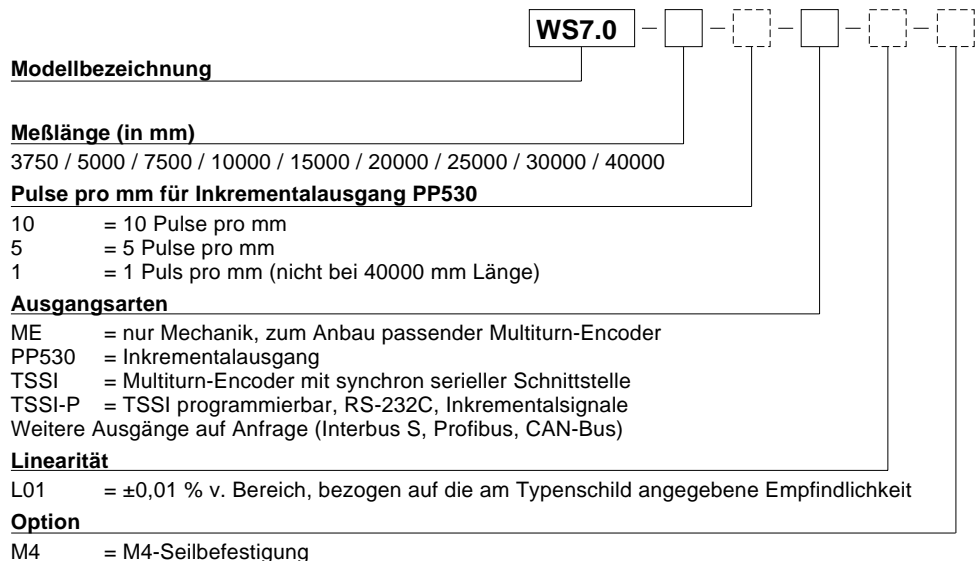 WS7.0
Modellbezeichnung
Meßlänge (in mm)
3750 / 5000 / 7500 / 10000 / 15000 / 20000 / 25000 / 30000 / 40000
Pulse pro mm für Inkrementalausgang PP530
10 = 10 Pulse pro mm
5 = 5 Pulse pro mm
1 = 1 Puls pro mm (nicht bei 40000 mm Länge)
Ausgangsarten
ME = nur Mechanik, zum Anbau passender Multiturn-Encoder
PP530 = Inkrementalausgang
TSSI = Multiturn-Encoder mit synchron serieller Schnittstelle
TSSI-P = TSSI programmierbar, RS-232C, Inkrementalsignale
Weitere Ausgänge auf Anfrage (Interbus S, Profibus, CAN-Bus)
Linearität
L01 = ±0,01 % v. Bereich, bezogen auf die am Typenschild angegebene Empfindlichkeit
Option
M4 = M4-Seilbefestigung